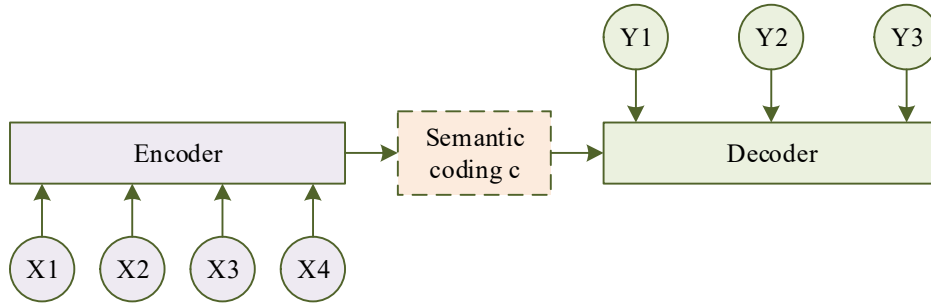 Y1 Y2 Y3
Encoder
Semantic
coding c
Decoder
X1 X2 X3 X4